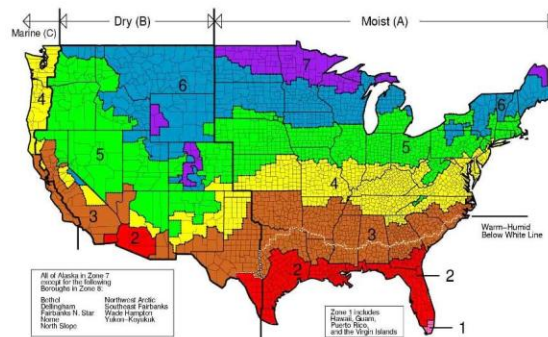 Marine (C)
Dry (B)
Moist (A)
7
6
6
4
5
5
4
3
3
2
2
2
1
Warm-Humid
Below White Line
All of Alaska in Zone 7
except for the following
Boroughs in Zone 8:
Bethel Northwest Arctic
Dellingham Southeast Fairbanks
Fairbanks N. Star Wade Hampton
Nome Yukon-Koyukuk
North Slope
Zone 1 includes
Hawaii, Guam,
Puerto Rico,
and the Virgin Islands